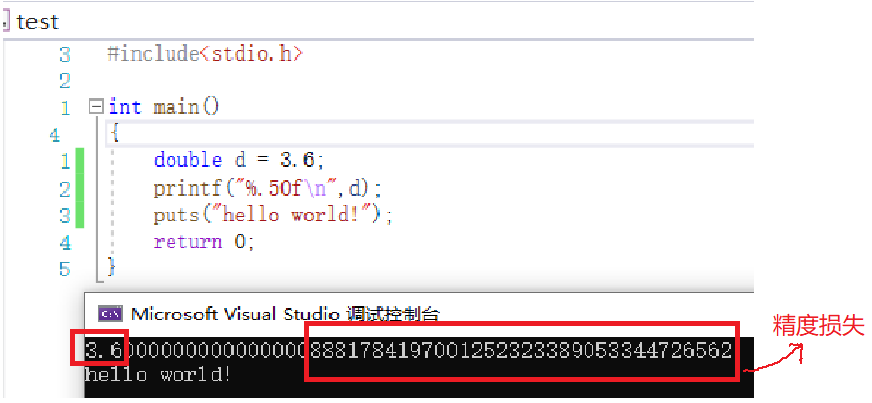 test
3 #include<stdio.h>
2
1 int main()
4 {
1 double d = 3.6;
2 printf("%.50f\n",d);
3 puts("hello world!");
4 return 0;
5 }
Microsoft Visual Studio 调试控制台
3.60000000000000008881784197001252323389053344726562
hello world!
精度损失